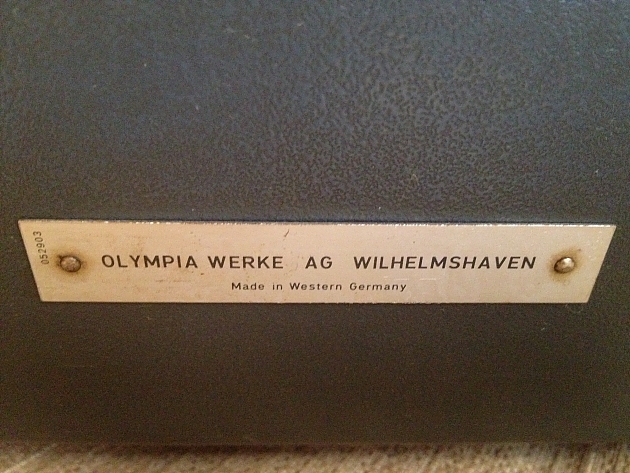 052903
OLYMPIA WERKE AG WILHELMSHAVEN
Made in Western Germany